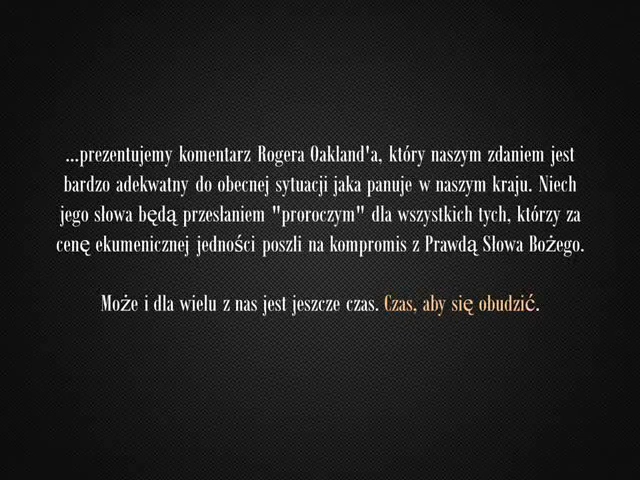 ...prezentujemy komentarz Rogera Oakland'a, który naszym zdaniem jest
bardzo adekwatny do obecnej sytuacji jaka panuje w naszym kraju. Niech
jego słowa będą przesłaniem "proroczym" dla wszystkich tych, którzy za
cenę ekumenicznej jedności poszli na kompromis z Prawdą Słowa Bożego.
Może i dla wielu z nas jest jeszcze czas. Czas, aby się obudzić.